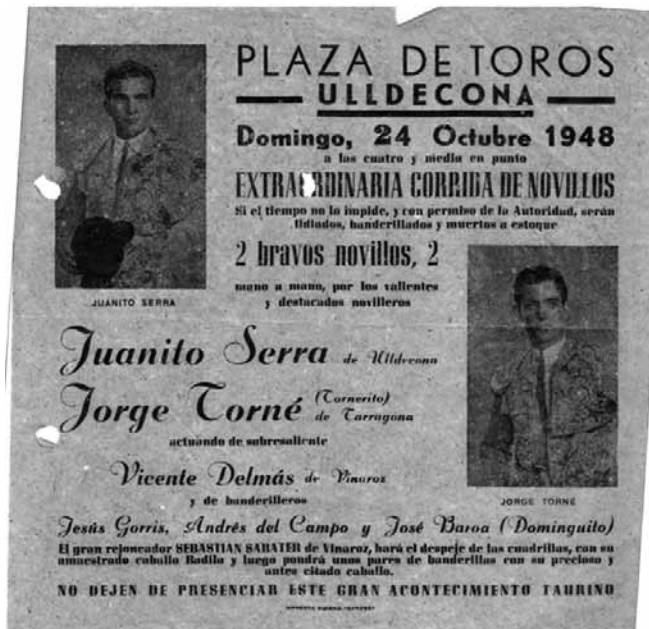 PLAZA DE TOROS
ULLDECONA
Domingo, 24 Octubre 1948
a las cuatro y media en punto
EXTRAORDINARIA CORRIDA DE NOVILLOS
Si el tiempo no lo impide, y con permiso de la Autoridad, serán
lidiados, banderillados y muertos a estoque
2 bravos novillos, 2
mano a mano, por los valientes
y destacados novilleros
JUANITO SERRA
Juanito Serra de Ulldecona
Jorge Torné (Tornerito) de Tarragona
actuando de sobresaliente
Vicente Delmás de Vinaroz
y de banderilleros
JORGE TORNÉ
Jesús Gorris, Andrés del Campo y José Baroa (Dominguito)
El gran rejoneador SEBASTIAN SABATER de Vinaroz, hará el despeje de las cuadrillas, con su
amaestrado caballo Radilo y luego pondrá unos pares de banderillas con su precioso y
antes citado caballo.
NO DEJEN DE PRESENCIAR ESTE GRAN ACONTECIMIENTO TAURINO